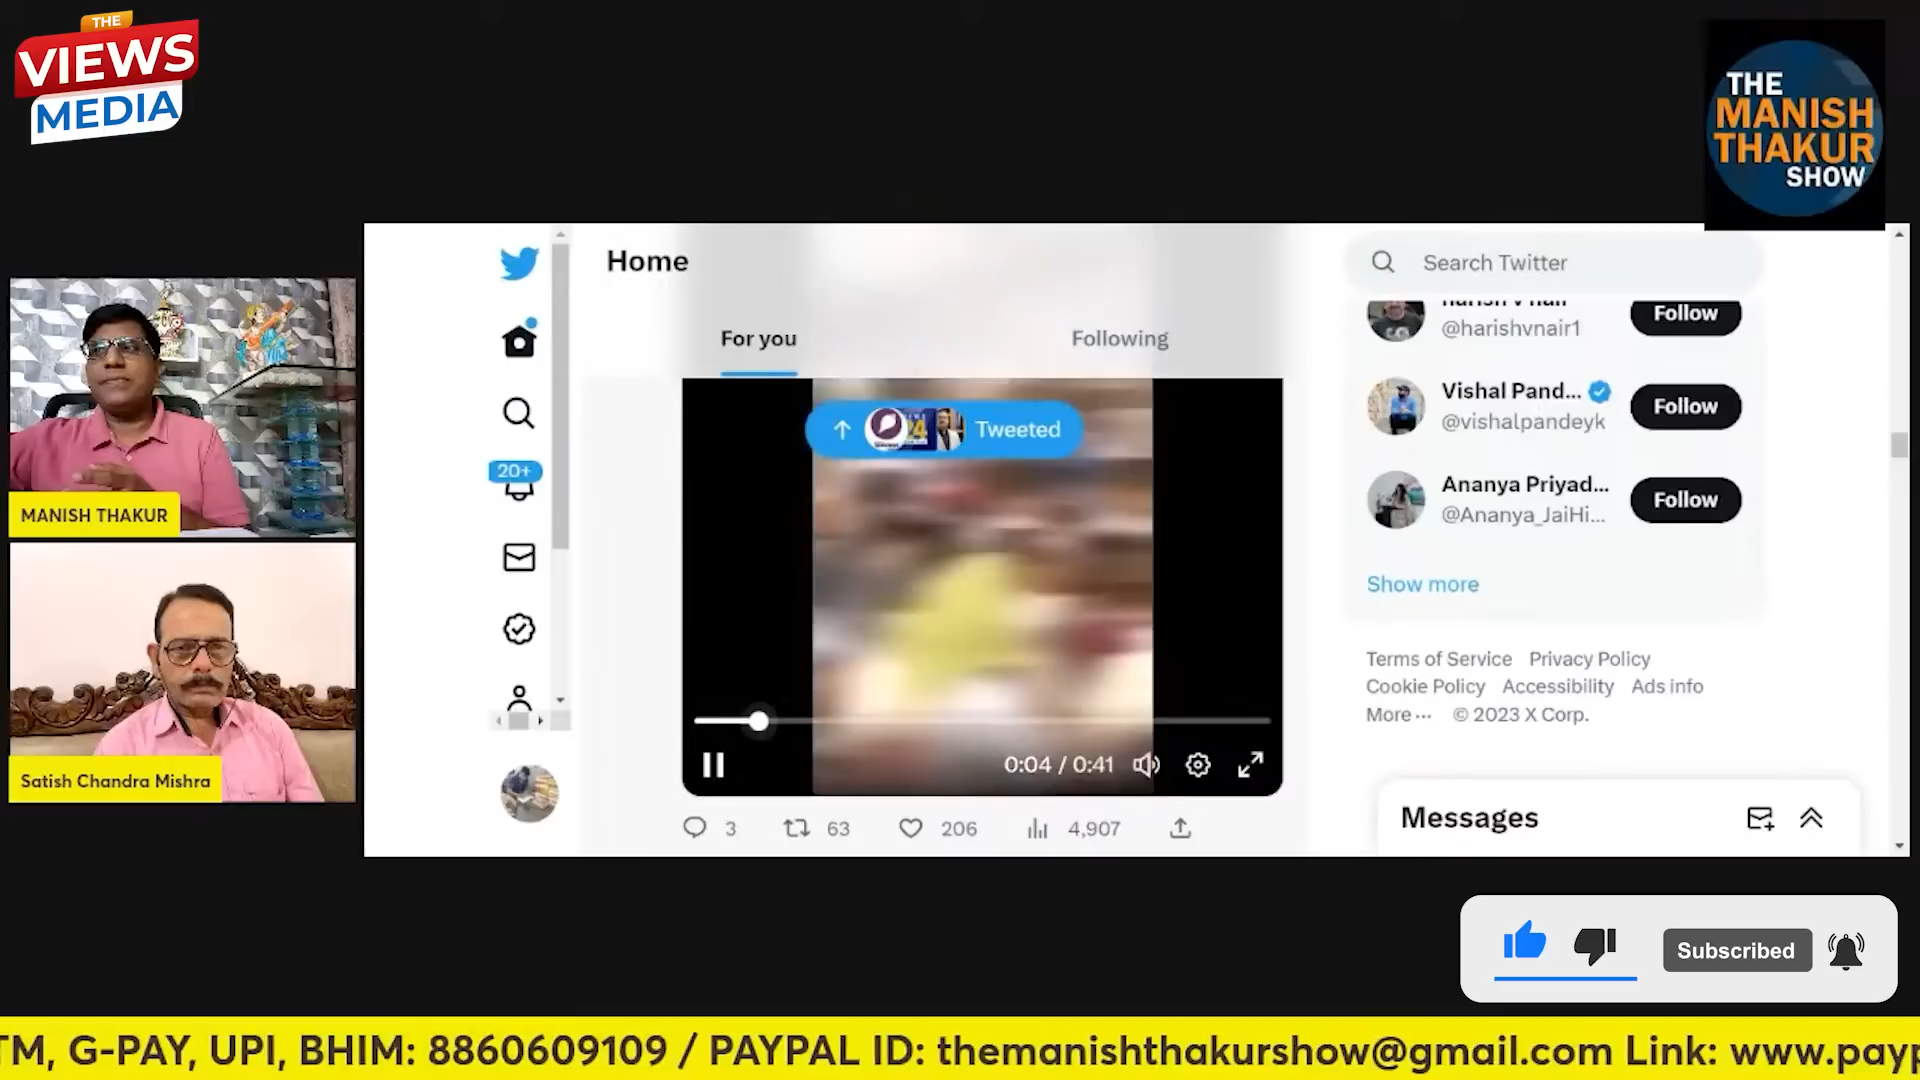 THE
VIEWS
MEDIA
THE
MANISH
THAKUR
SHOW
MANISH THAKUR
Satish Chandra Mishra
Home
For you
Following
20+
24
Tweeted
0:04 / 0:41
3
63
206
4,907
Search Twitter
@harishvnair1
Follow
Vishal Pand...
@vishalpandeyk
Follow
Ananya Priyad...
@Ananya_JaiHi...
Follow
Show more
Terms of Service Privacy Policy
Cookie Policy Accessibility Ads info
More ··· © 2023 X Corp.
Messages
Subscribed
TM, G-PAY, UPI, BHIM: 8860609109 / PAYPAL ID: themanishthakurshow@gmail.com Link: www.payp